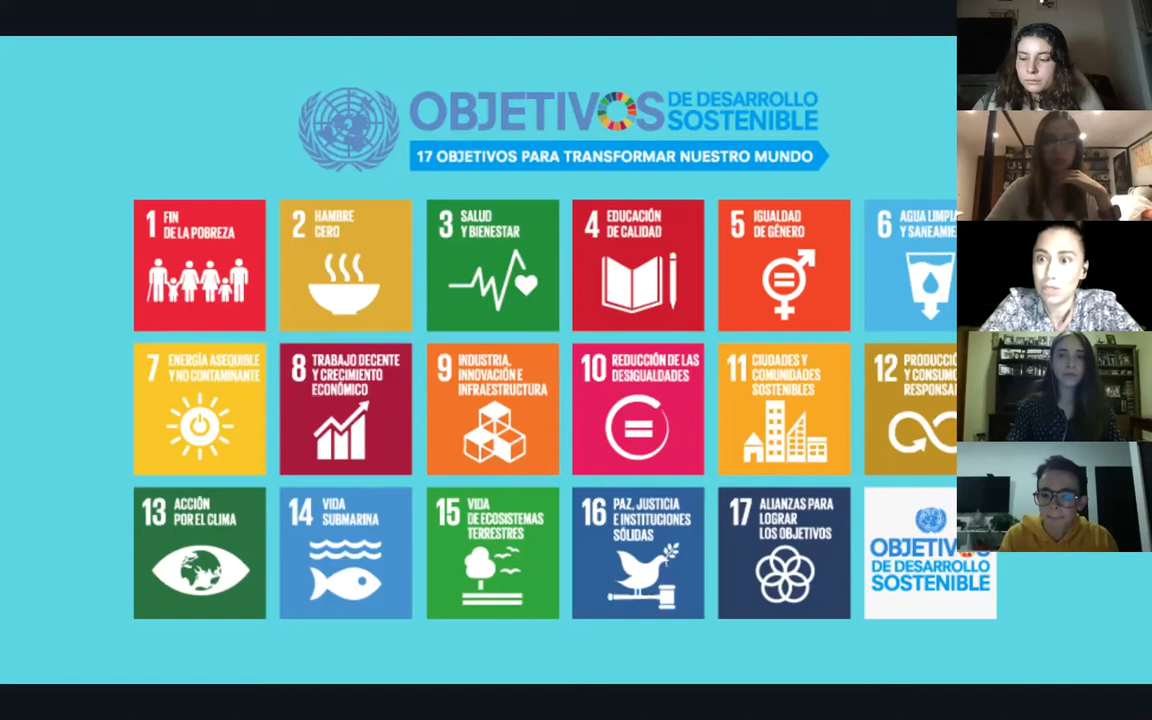 OBJETIVOS
DE DESARROLLO
SOSTENIBLE
17 OBJETIVOS PARA TRANSFORMAR NUESTRO MUNDO
1 FIN
DE LA POBREZA
2 HAMBRE
CERO
3 SALUD
Y BIENESTAR
4 EDUCACIÓN
DE CALIDAD
5 IGUALDAD
DE GÉNERO
6 AGUA LIMPI
Y SANEAMIE
7 ENERGÍA ASEQUIBLE
Y NO CONTAMINANTE
8 TRABAJO DECENTE
Y CRECIMIENTO
ECONÓMICO
9 INDUSTRIA,
INNOVACIÓN E
INFRAESTRUCTURA
10 REDUCCIÓN DE LAS
DESIGUALDADES
11 CIUDADES Y
COMUNIDADES
SOSTENIBLES
12 PRODUCCI
Y CONSUMO
RESPONSA
13 ACCIÓN
POR EL CLIMA
14 VIDA
SUBMARINA
15 VIDA
DE ECOSISTEMAS
TERRESTRES
16 PAZ, JUSTICIA
E INSTITUCIONES
SÓLIDAS
17 ALIANZAS PARA
LOGRAR
LOS OBJETIVOS
OBJETIVOS
DE DESARROLLO
SOSTENIBLE